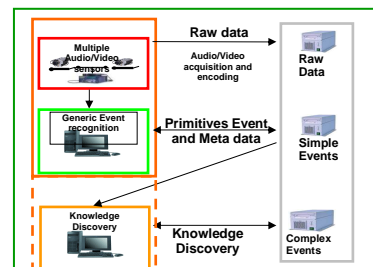 Raw data
Multiple
Audio/Video
sensors
Audio/Video
acquisition and
encoding
Raw
Data
Generic Event
recognition
Primitives Event
and Meta data
Simple
Events
Knowledge
Discovery
Knowledge
Discovery
Complex
Events